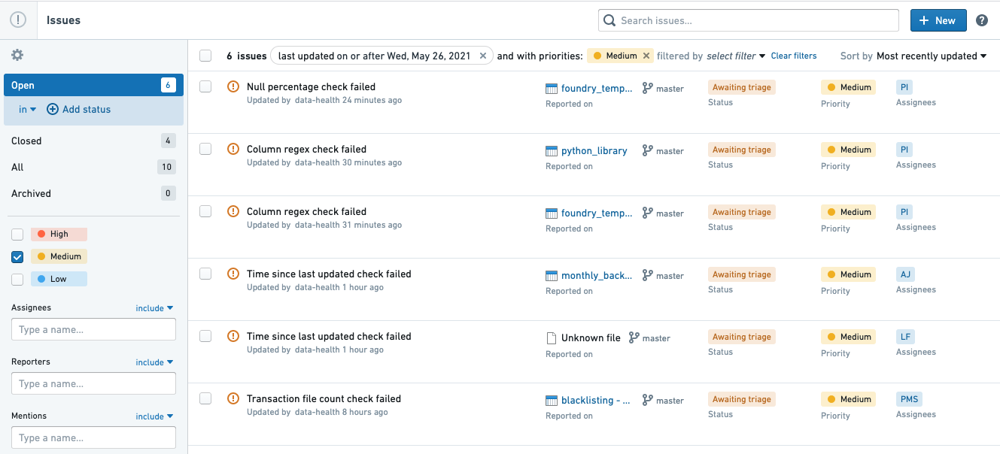 Issues
Search issues...
New
Open 6
in Add status
Closed 4
All 10
Archived 0
High
Medium
Low
Assignees include
Type a name...
Reporters include
Type a name...
Mentions include
Type a name...
6 issues last updated on or after Wed, May 26, 2021 and with priorities: Medium filtered by select filter Clear filters Sort by Most recently updated
Null percentage check failed foundry_temp... master Awaiting triage Medium PI
Updated by data-health 24 minutes ago Reported on Status Priority Assignees
Column regex check failed python_library master Awaiting triage Medium PI
Updated by data-health 30 minutes ago Reported on Status Priority Assignees
Column regex check failed foundry_temp... master Awaiting triage Medium PI
Updated by data-health 31 minutes ago Reported on Status Priority Assignees
Time since last updated check failed monthly_back... master Awaiting triage Medium AJ
Updated by data-health 1 hour ago Reported on Status Priority Assignees
Time since last updated check failed Unknown file master Awaiting triage Medium LF
Updated by data-health 1 hour ago Reported on Status Priority Assignees
Transaction file count check failed blacklisting - ... master Awaiting triage Medium PMS
Updated by data-health 8 hours ago Reported on Status Priority Assignees